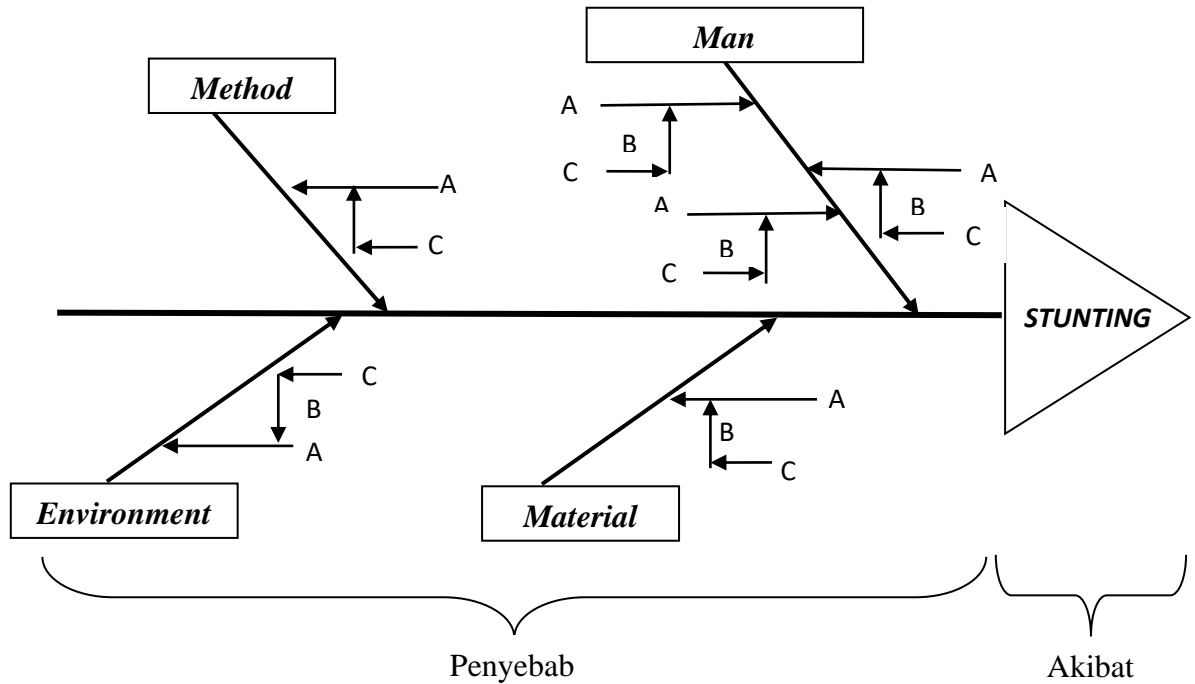 Man
Method
A
B
C
A
B
C
A
B
C
A
C
STUNTING
C
B
A
A
B
C
Environment
Material
Penyebab
Akibat